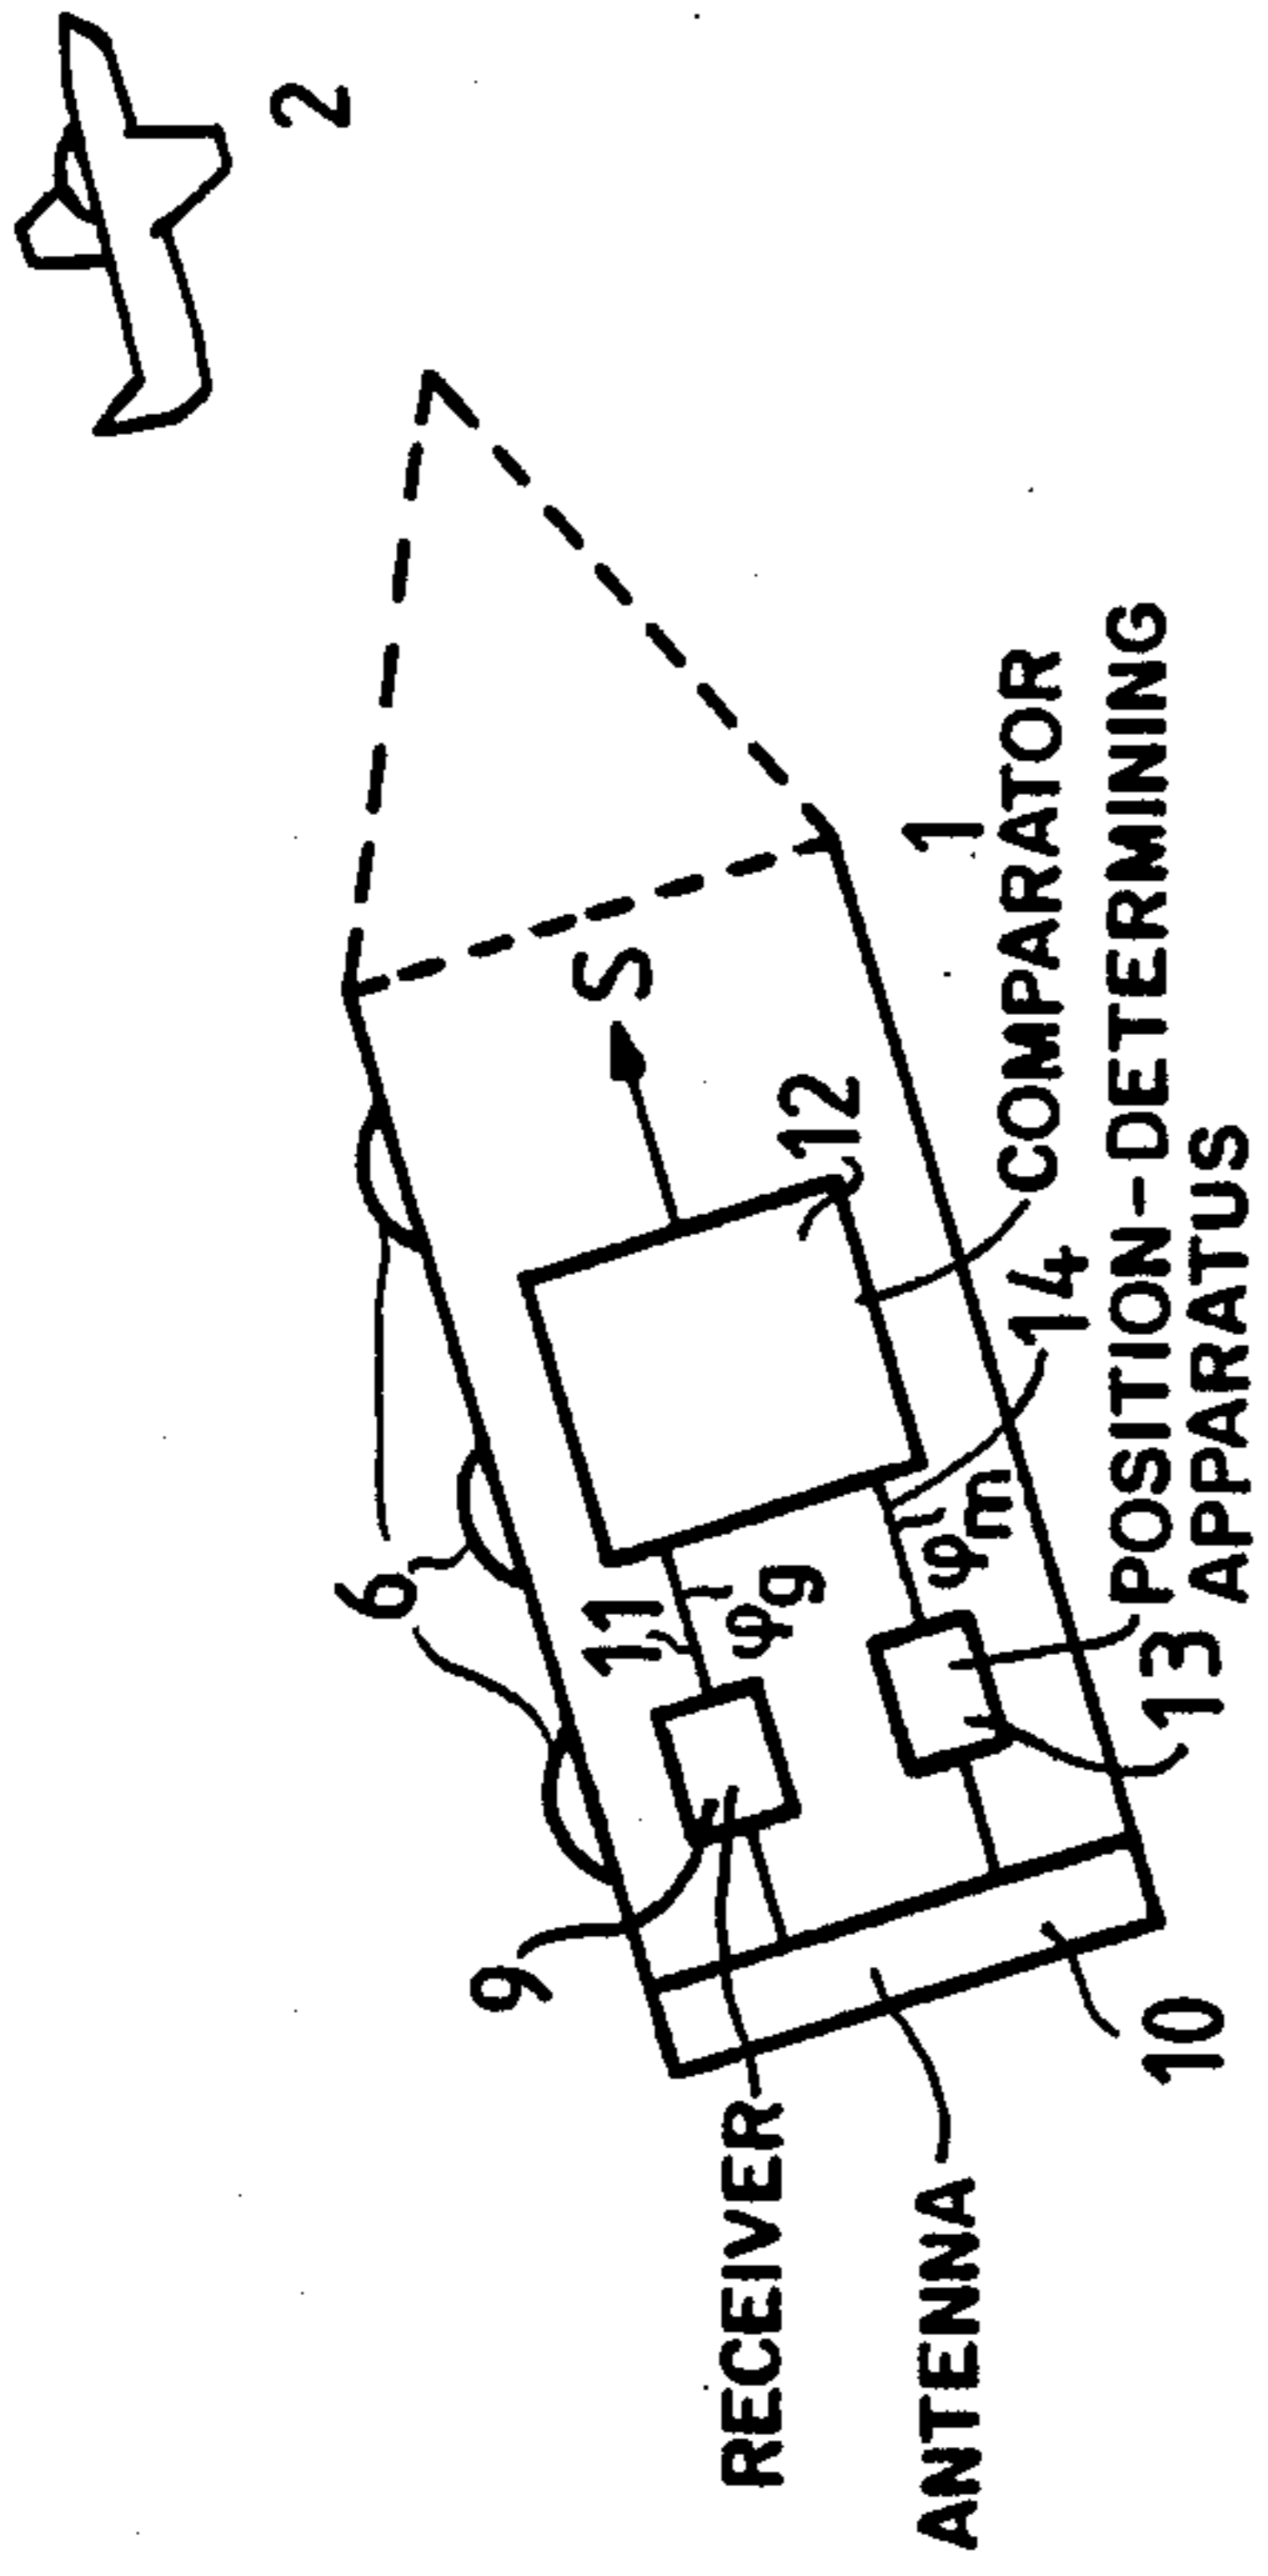 2
1
S
12
COMPARATOR
14
POSITION-DETERMINING
APPARATUS
6
11
φg
φm
13
9
10
RECEIVER
ANTENNA